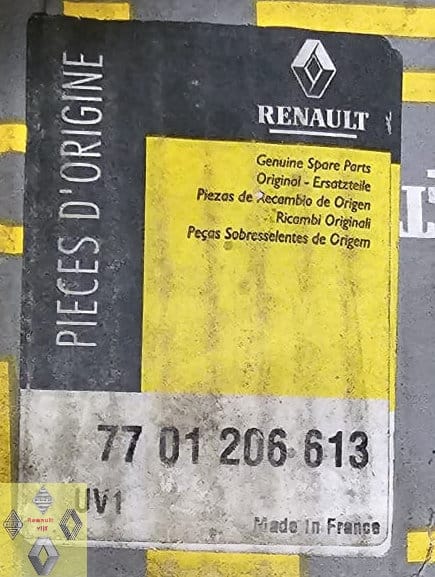 PIECES D'ORIGINE
RENAULT
Genuine Spare Parts
Original - Ersatzteile
Piezas de Recambio de Origen
Ricambi Originali
Peças Sobresselentes de Origem
77 01 206 613
UV1
Made In France
Renault